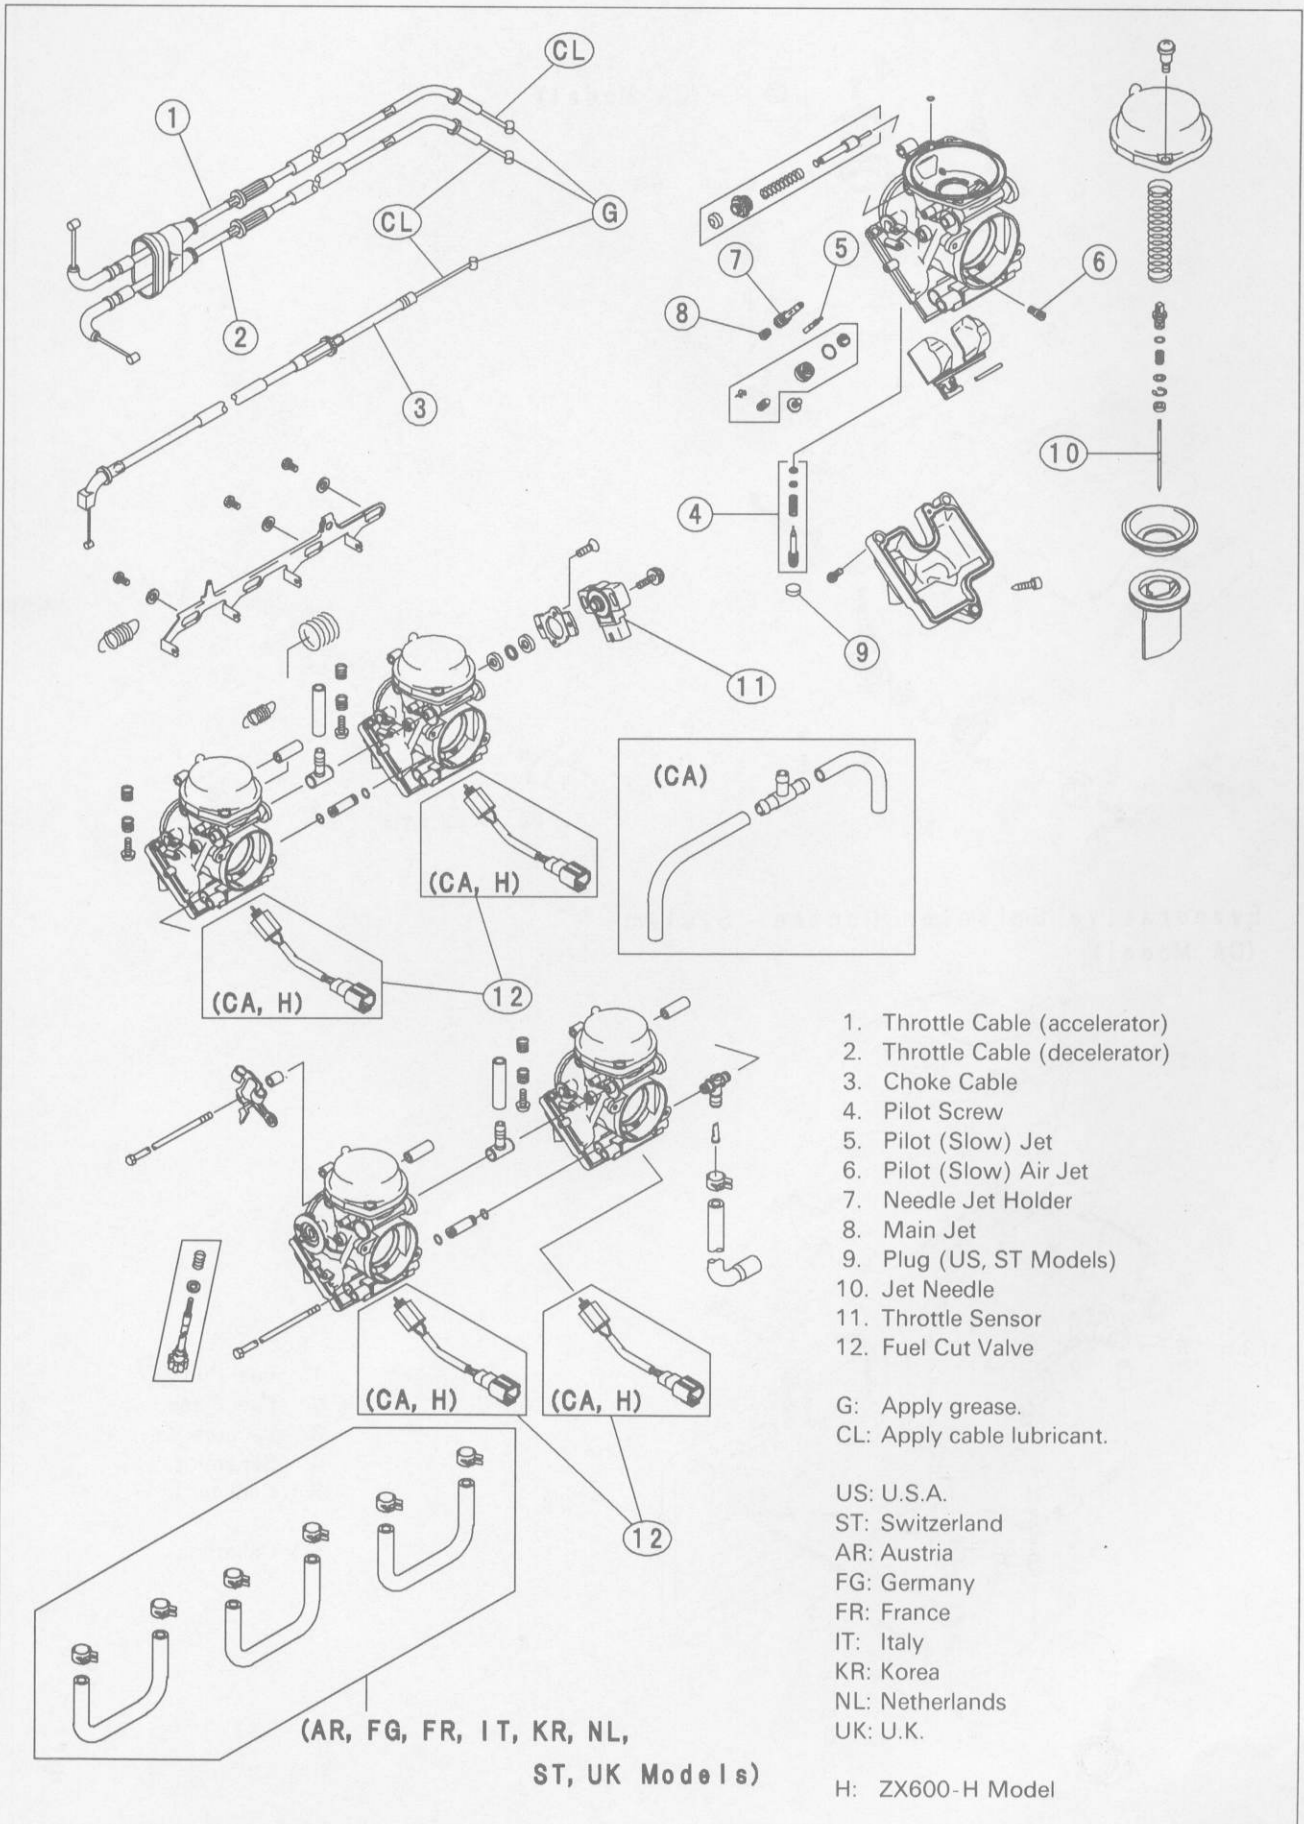 CL
1
CL
G
2
3
7
5
6
8
10
4
9
11
(CA)
(CA, H)
(CA, H)
12
1. Throttle Cable (accelerator)
2. Throttle Cable (decelerator)
3. Choke Cable
4. Pilot Screw
5. Pilot (Slow) Jet
6. Pilot (Slow) Air Jet
7. Needle Jet Holder
8. Main Jet
9. Plug (US, ST Models)
10. Jet Needle
11. Throttle Sensor
12. Fuel Cut Valve
G: Apply grease.
CL: Apply cable lubricant.
US: U.S.A.
ST: Switzerland
AR: Austria
FG: Germany
FR: France
IT: Italy
KR: Korea
NL: Netherlands
UK: U.K.
H: ZX600-H Model
(CA, H)
(CA, H)
12
(AR, FG, FR, IT, KR, NL,
ST, UK Models)